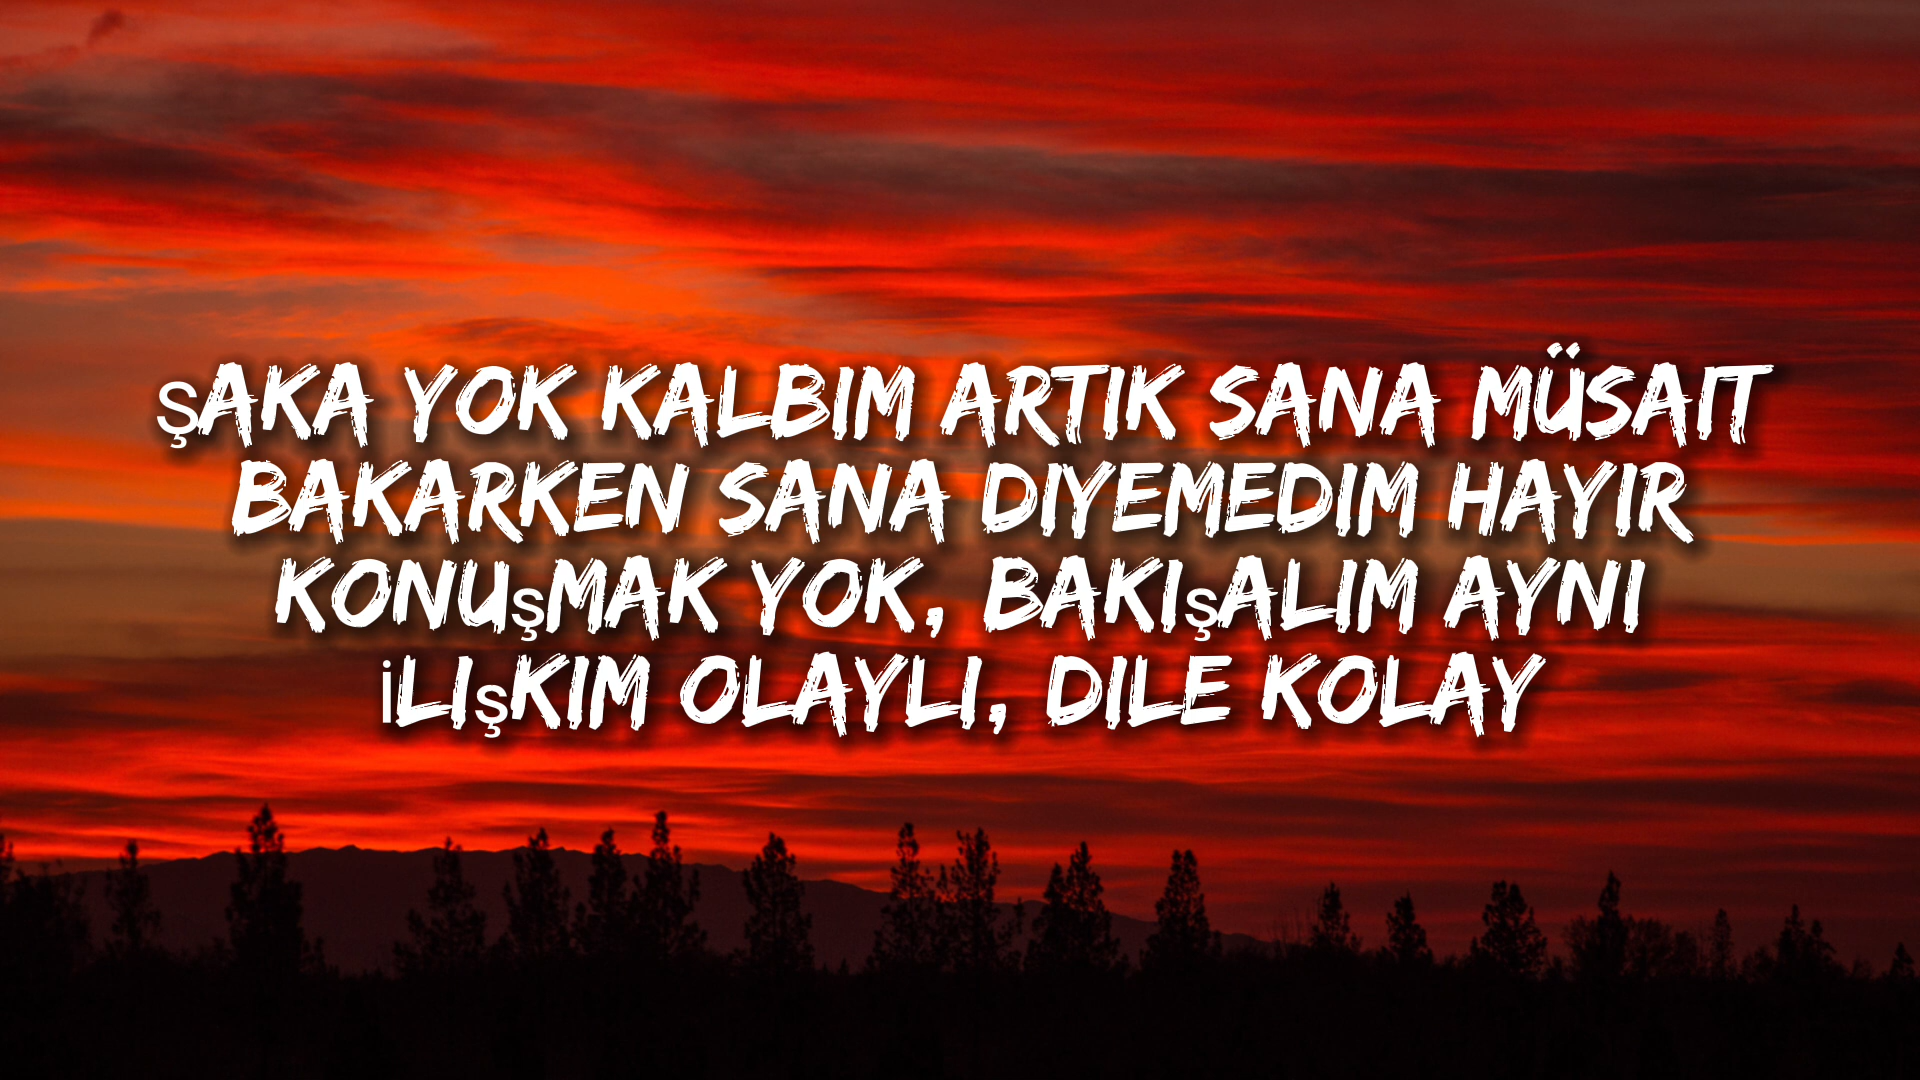 ŞAKA YOK KALBIM ARTIK SANA MÜSAIT
BAKARKEN SANA DIYEMEDIM HAYIR
KONUŞMAK YOK, BAKIŞALIM AYNI
İLIŞKIM OLAYLI, DILE KOLAY